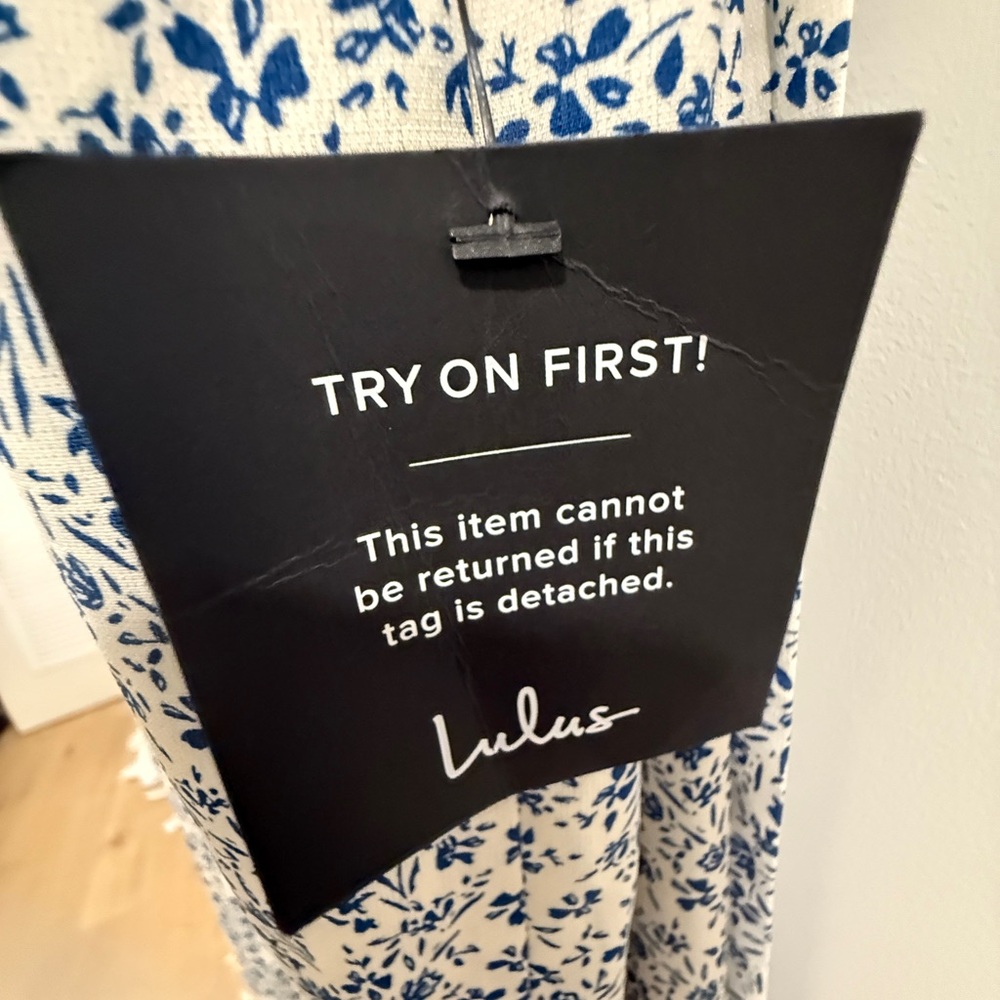 TRY ON FIRST!
This item cannot
be returned if this
tag is detached.
Lulus